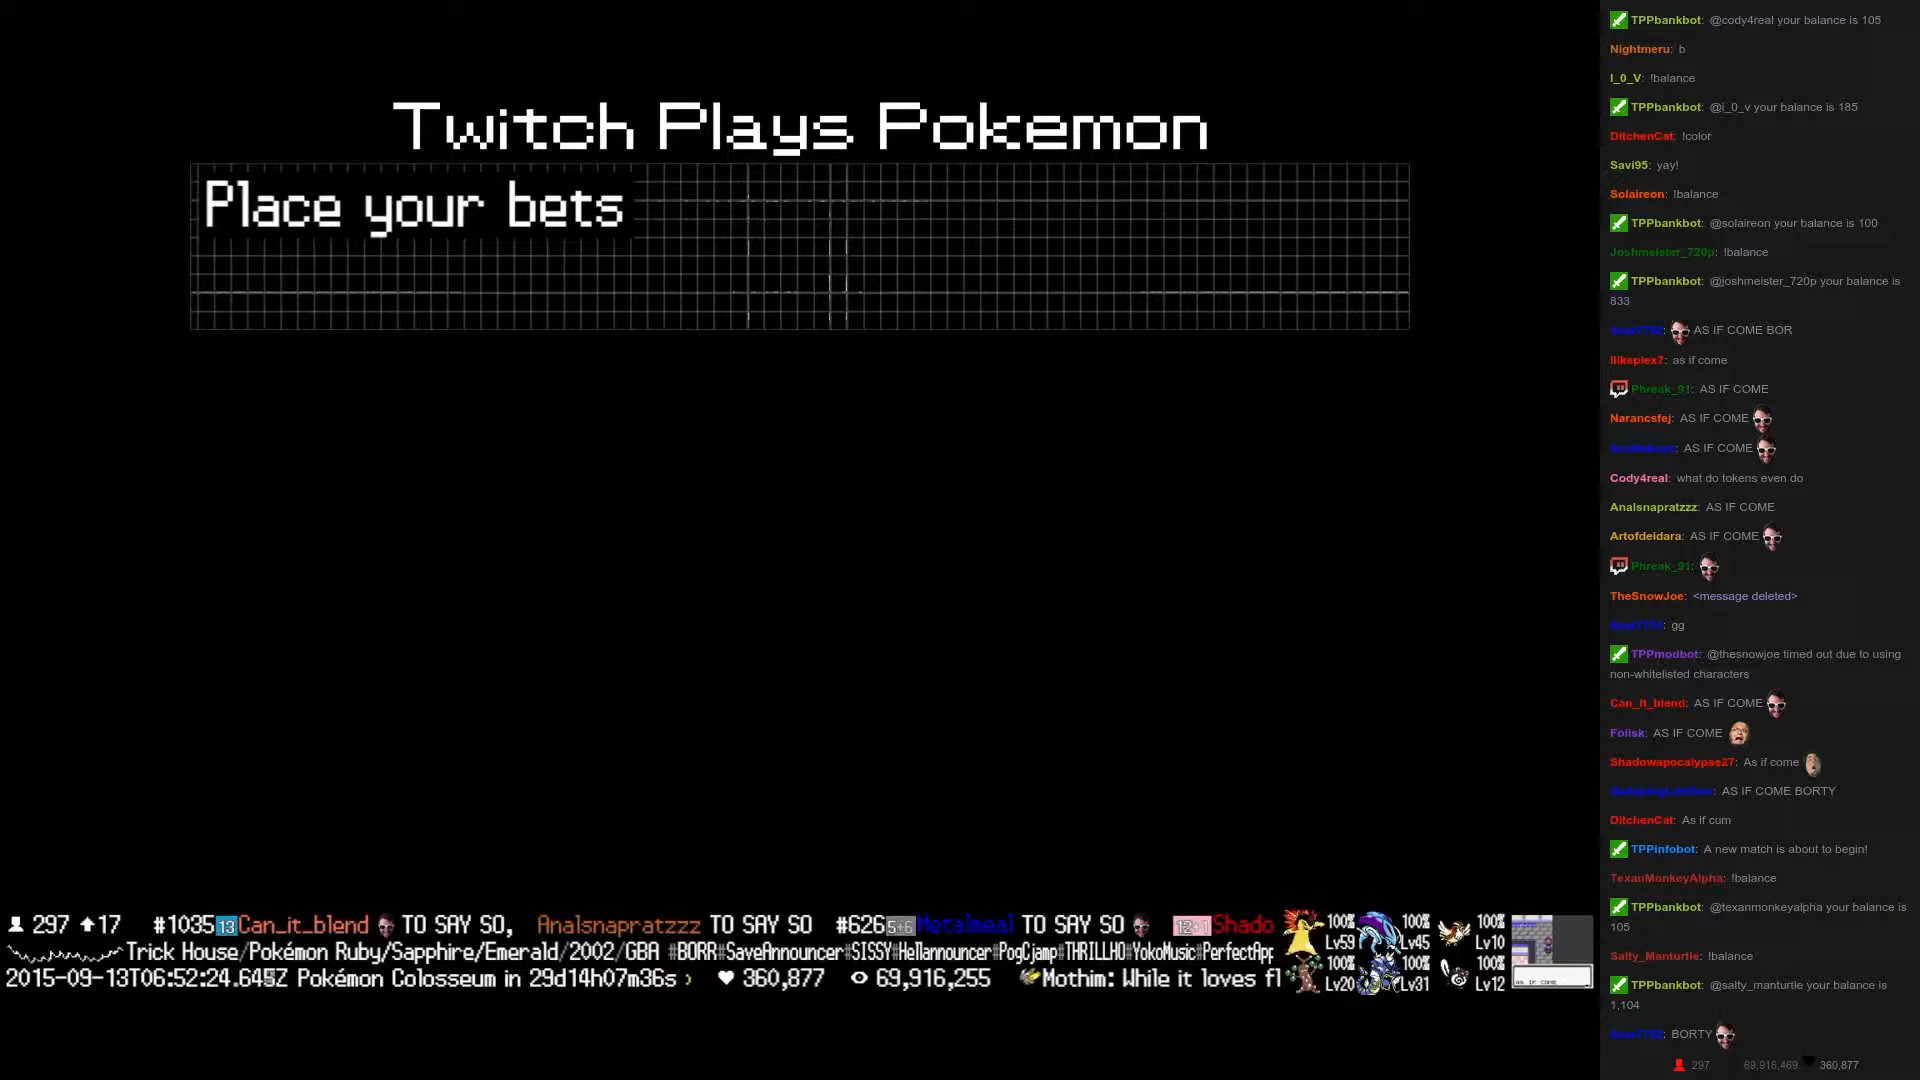 Twitch Plays Pokemon
Place your bets
297 17 #1035 13 Can_it_blend TO SAY SO, Analsnapratzzz TO SAY SO #626 5+6 Metalmeal TO SAY SO 12+1 Shado
Trick House/Pokémon Ruby/Sapphire/Emerald/2002/GBA #BORR#SaveAnnouncer#SISSY#Hellannouncer#PogCjamp#THRILLHO#YokoMusic#PerfectApp
Pokémon Colosseum in 29d14h07m36s 360,877 69,916,255 Mothim: While it loves fl
100% Lv59 100% Lv45 100% Lv10
100% Lv20 100% Lv31 100% Lv12
AS IF COME
TPPbankbot: @cody4real your balance is 105
Nightmeru: b
I_0_V: !balance
TPPbankbot: @i_0_v your balance is 185
DitchenCat: !color
Savi95: yay!
Solaireon: !balance
TPPbankbot: @solaireon your balance is 100
Joshmeister_720p: !balance
TPPbankbot: @joshmeister_720p your balance is
833
AS IF COME BOR
as if come
Phreak_91: AS IF COME
Narancsfej: AS IF COME
AS IF COME
Cody4real: what do tokens even do
Analsnapratzzz: AS IF COME
Artofdeidara: AS IF COME
Phreak_91:
TheSnowJoe: <message deleted>
gg
TPPmodbot: @thesnowjoe timed out due to using
non-whitelisted characters
Can_it_blend: AS IF COME
Foiisk: AS IF COME
Shadowapocalypse27: As if come
AS IF COME BORTY
DitchenCat: As if cum
TPPinfobot: A new match is about to begin!
TexanMonkeyAlpha: !balance
TPPbankbot: @texanmonkeyalpha your balance is
105
Salty_Manturtle: !balance
TPPbankbot: @salty_manturtle your balance is
1,104
BORTY
297 69,916,469 360,877